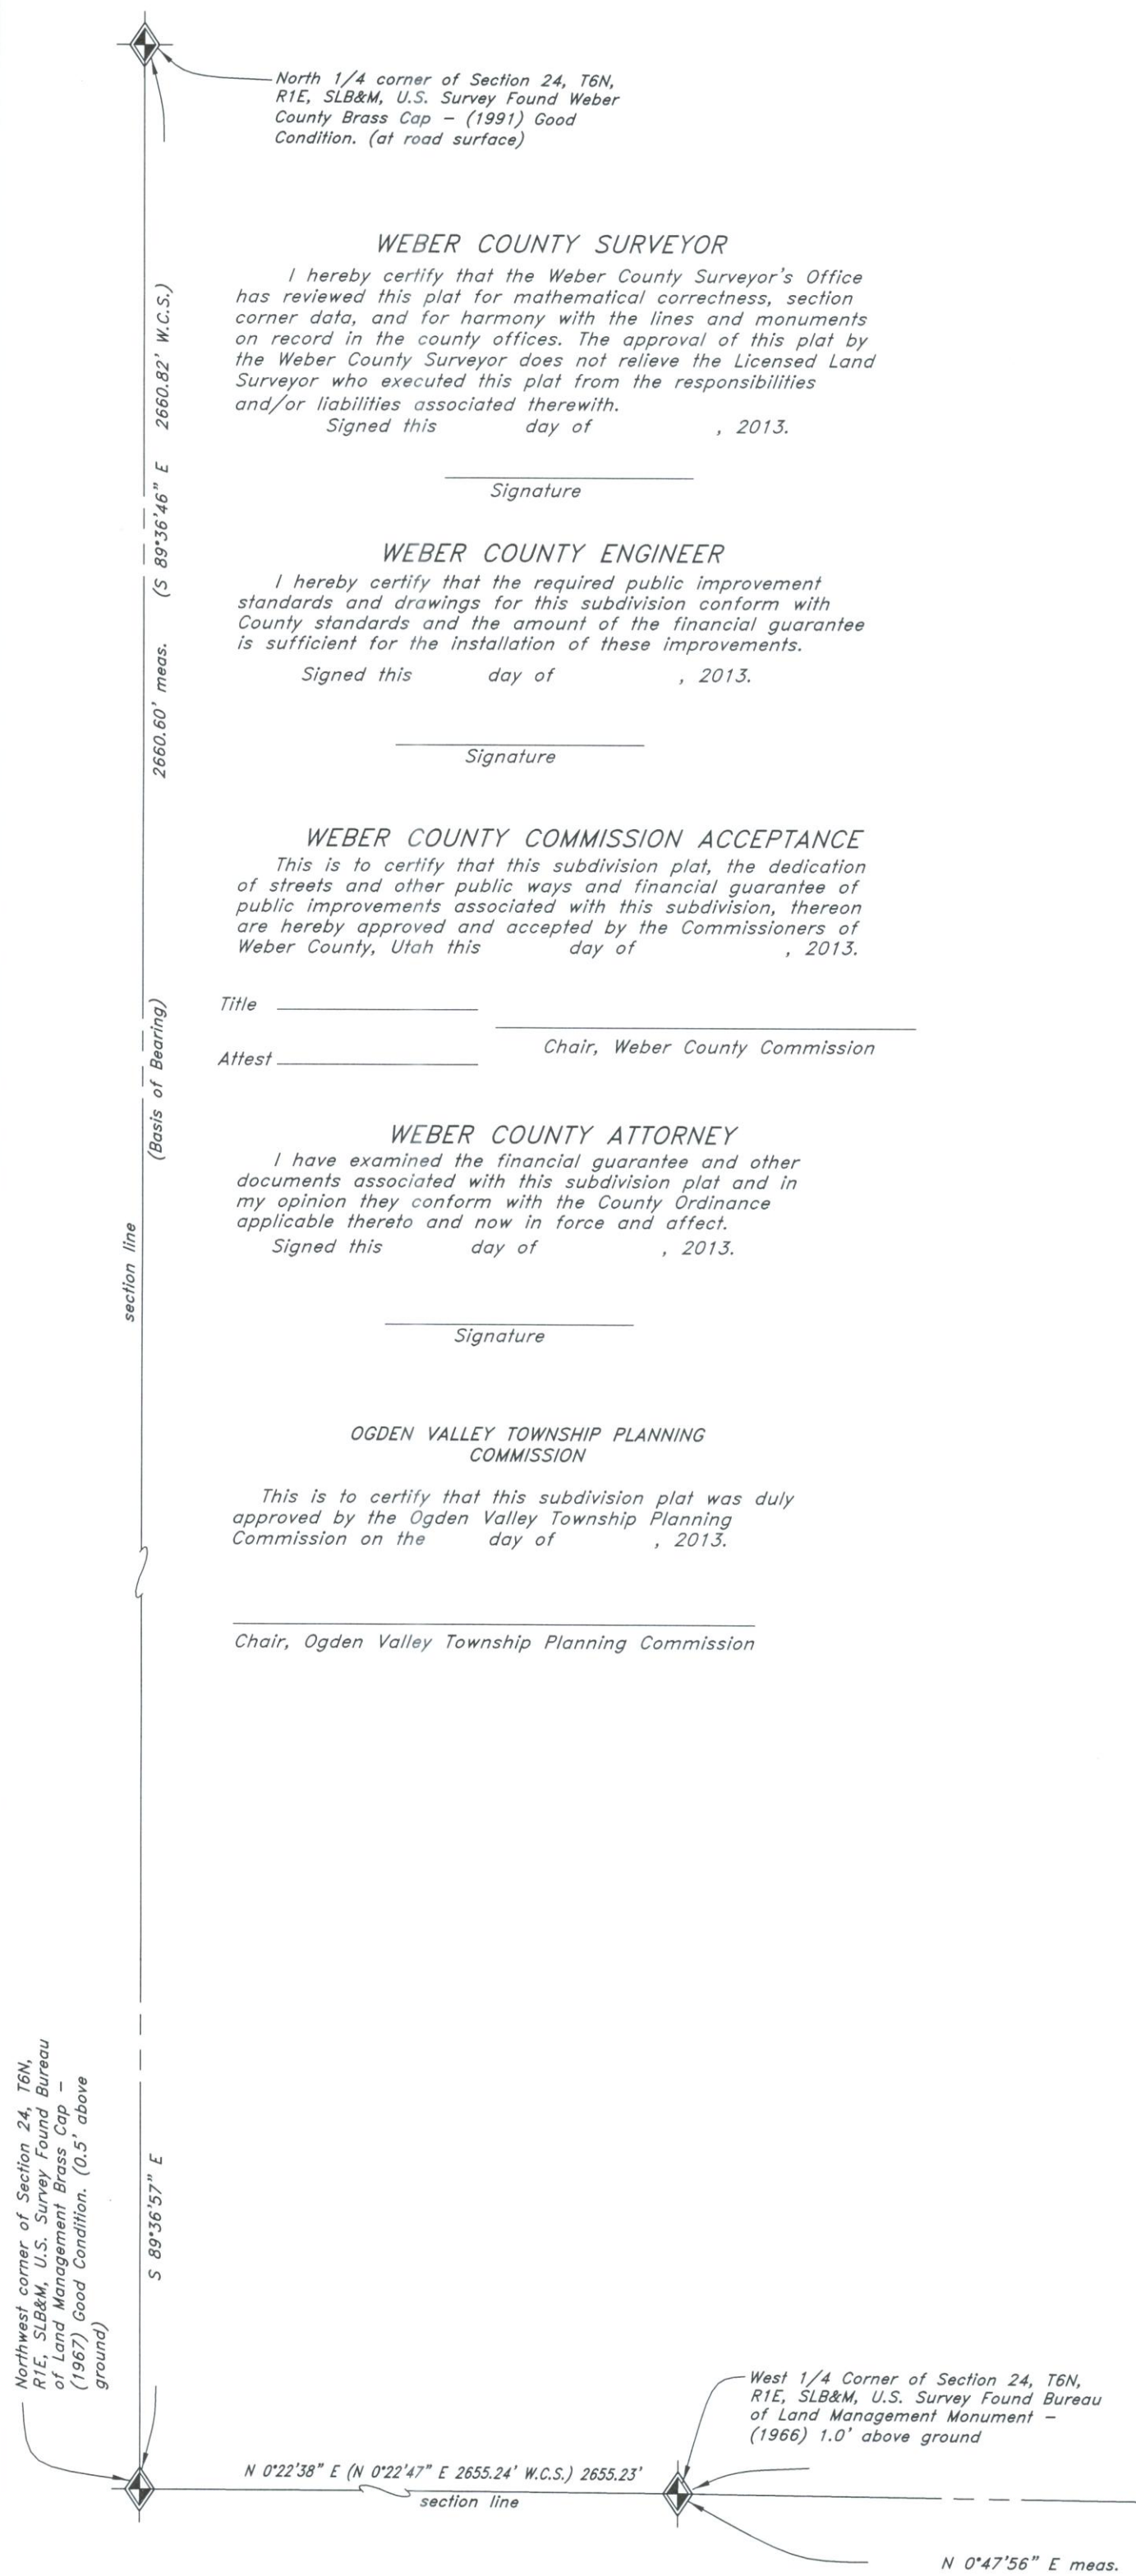 North 1/4 corner of Section 24, T6N,
R1E, SLB&M, U.S. Survey Found Weber
County Brass Cap – (1991) Good
Condition. (at road surface)
WEBER COUNTY SURVEYOR
I hereby certify that the Weber County Surveyor's Office
has reviewed this plat for mathematical correctness, section
corner data, and for harmony with the lines and monuments
on record in the county offices. The approval of this plat by
the Weber County Surveyor does not relieve the Licensed Land
Surveyor who executed this plat from the responsibilities
and/or liabilities associated therewith.
Signed this day of , 2013.
Signature
WEBER COUNTY ENGINEER
I hereby certify that the required public improvement
standards and drawings for this subdivision conform with
County standards and the amount of the financial guarantee
is sufficient for the installation of these improvements.
Signed this day of , 2013.
Signature
WEBER COUNTY COMMISSION ACCEPTANCE
This is to certify that this subdivision plat, the dedication
of streets and other public ways and financial guarantee of
public improvements associated with this subdivision, thereon
are hereby approved and accepted by the Commissioners of
Weber County, Utah this day of , 2013.
Title
Chair, Weber County Commission
Attest
WEBER COUNTY ATTORNEY
I have examined the financial guarantee and other
documents associated with this subdivision plat and in
my opinion they conform with the County Ordinance
applicable thereto and now in force and affect.
Signed this day of , 2013.
Signature
OGDEN VALLEY TOWNSHIP PLANNING
COMMISSION
This is to certify that this subdivision plat was duly
approved by the Ogden Valley Township Planning
Commission on the day of , 2013.
Chair, Ogden Valley Township Planning Commission
2660.60' meas. (S 89°36'46" E 2660.82' W.C.S.)
(Basis of Bearing)
section line
S 89°36'57" E
Northwest corner of Section 24, T6N,
R1E, SLB&M, U.S. Survey Found Bureau
of Land Management Brass Cap –
(1967) Good Condition. (0.5' above
ground)
West 1/4 Corner of Section 24, T6N,
R1E, SLB&M, U.S. Survey Found Bureau
of Land Management Monument –
(1966) 1.0' above ground
N 0°22'38" E (N 0°22'47" E 2655.24' W.C.S.) 2655.23'
section line
N 0°47'56" E meas.